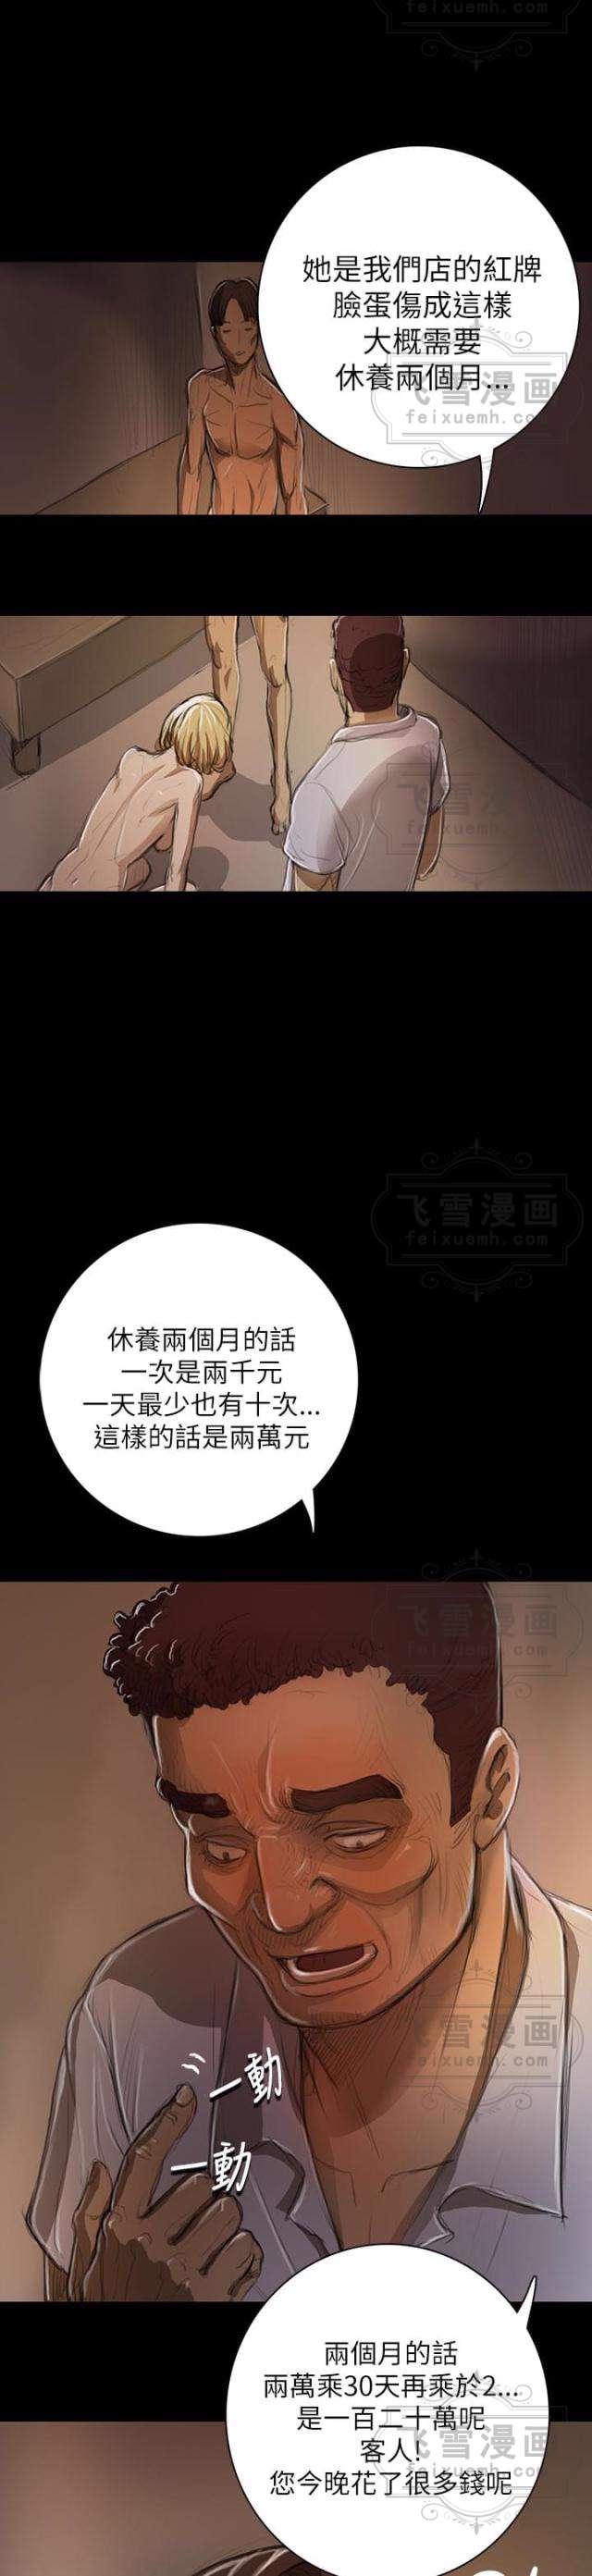 feixuemh.com
她是我們店的紅牌
臉蛋傷成這樣
大概需要
休養兩個月...
飞雪漫画
feixuemh.com
飞雪漫画
feixuemh.com
飞雪漫画
feixuemh.com
休養兩個月的話
一次是兩千元
一天最少也有十次...
這樣的話是兩萬元
飞雪漫画
feixuemh.com
飞雪漫画
feixuemh.com
一動
一動
兩個月的話
兩萬乘30天再乘於2...
是一百二十萬呢
客人!
您今晚花了很多錢呢
飞雪漫画
feixuemh.com